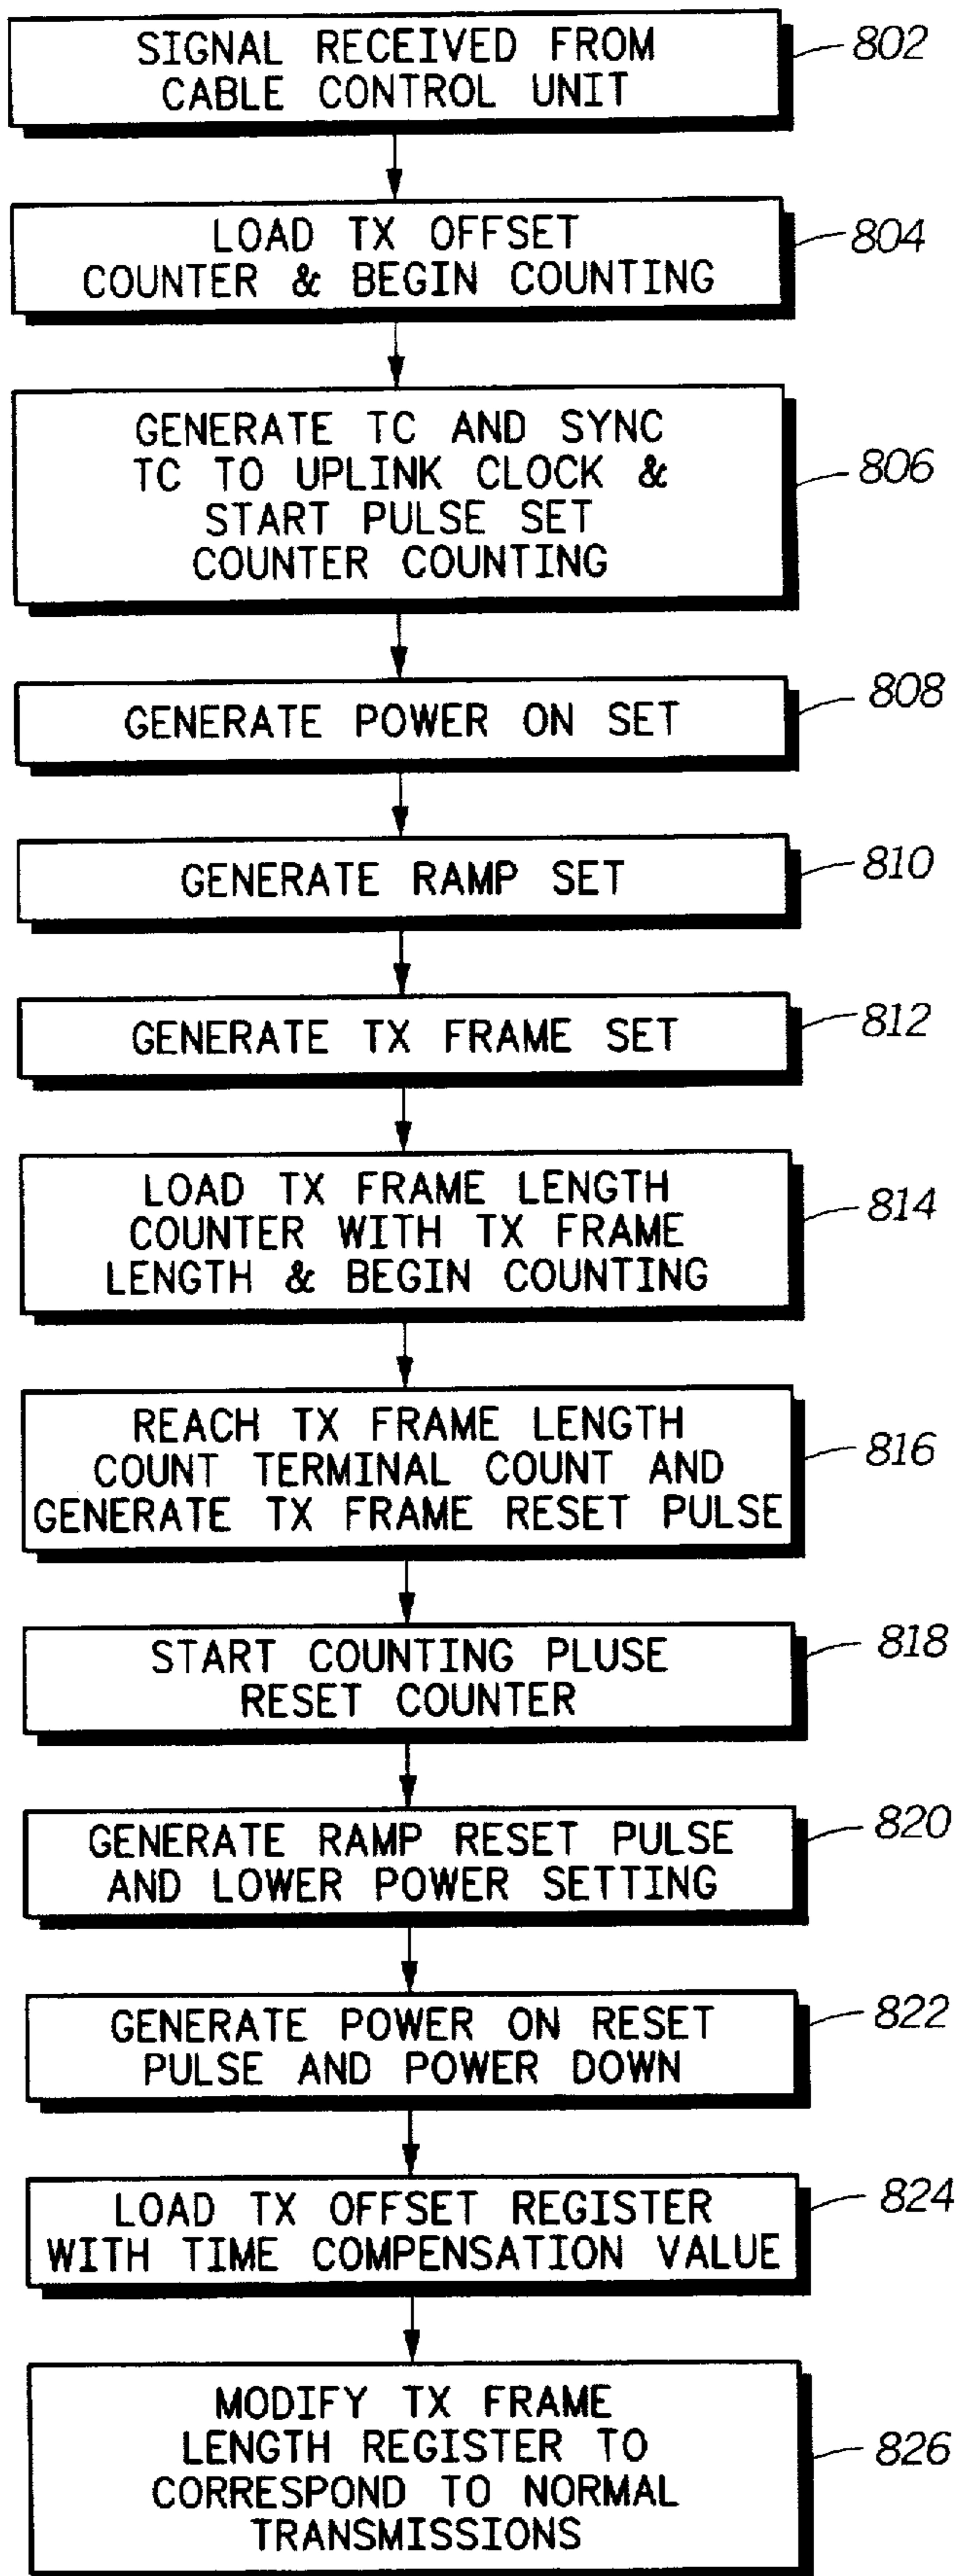 SIGNAL RECEIVED FROM
CABLE CONTROL UNIT
802
LOAD TX OFFSET
COUNTER & BEGIN COUNTING
804
GENERATE TC AND SYNC
TC TO UPLINK CLOCK &
START PULSE SET
COUNTER COUNTING
806
GENERATE POWER ON SET
808
GENERATE RAMP SET
810
GENERATE TX FRAME SET
812
LOAD TX FRAME LENGTH
COUNTER WITH TX FRAME
LENGTH & BEGIN COUNTING
814
REACH TX FRAME LENGTH
COUNT TERMINAL COUNT AND
GENERATE TX FRAME RESET PULSE
816
START COUNTING PLUSE
RESET COUNTER
818
GENERATE RAMP RESET PULSE
AND LOWER POWER SETTING
820
GENERATE POWER ON RESET
PULSE AND POWER DOWN
822
LOAD TX OFFSET REGISTER
WITH TIME COMPENSATION VALUE
824
MODIFY TX FRAME
LENGTH REGISTER TO
CORRESPOND TO NORMAL
TRANSMISSIONS
826